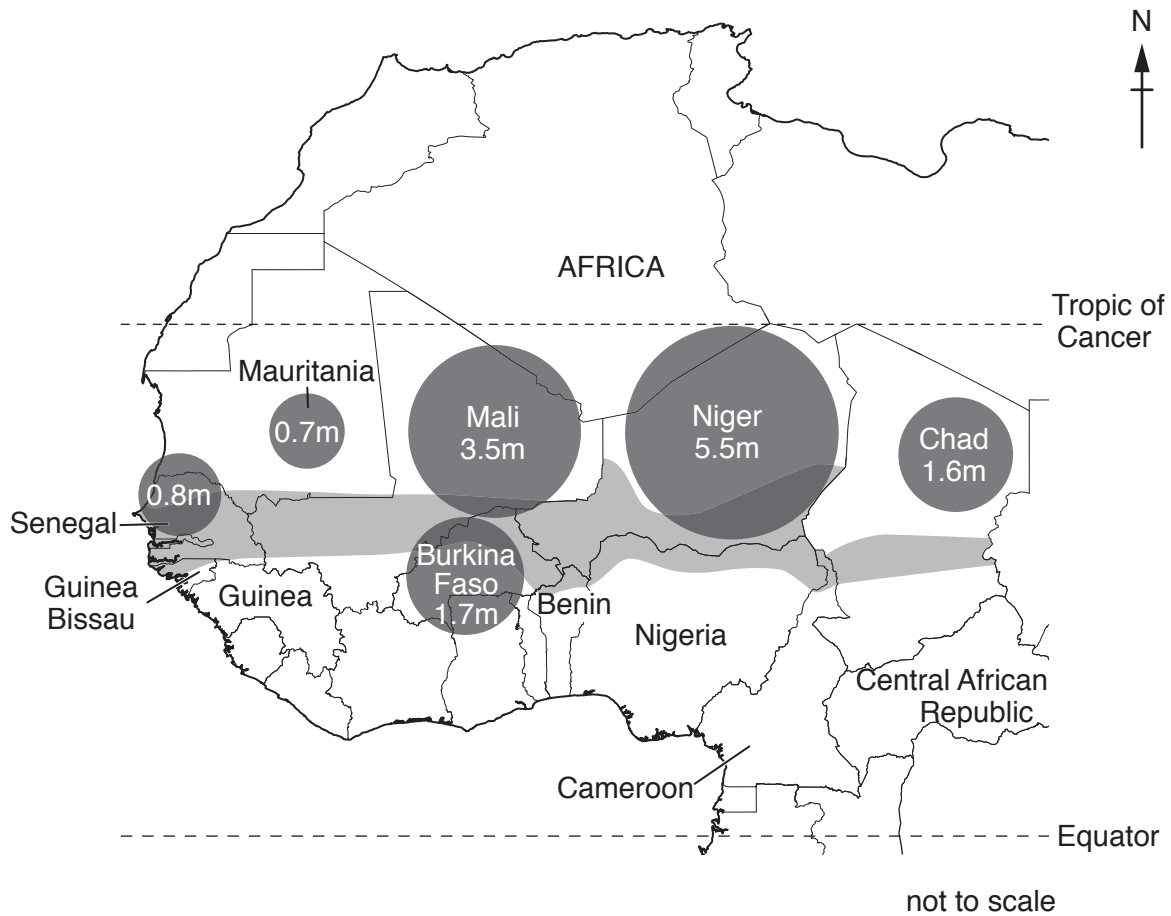 N
AFRICA
Tropic of
Cancer
Mauritania
0.7m
Mali
3.5m
Niger
5.5m
Chad
1.6m
0.8m
Senegal
Guinea
Bissau
Guinea
Burkina
Faso
1.7m
Benin
Nigeria
Central African
Republic
Cameroon
Equator
not to scale